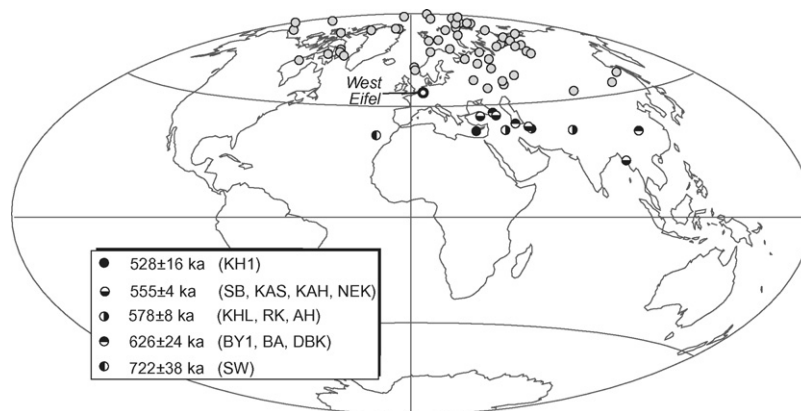 West
Eifel
528±16 ka (KH1)
555±4 ka (SB, KAS, KAH, NEK)
578±8 ka (KHL, RK, AH)
626±24 ka (BY1, BA, DBK)
722±38 ka (SW)